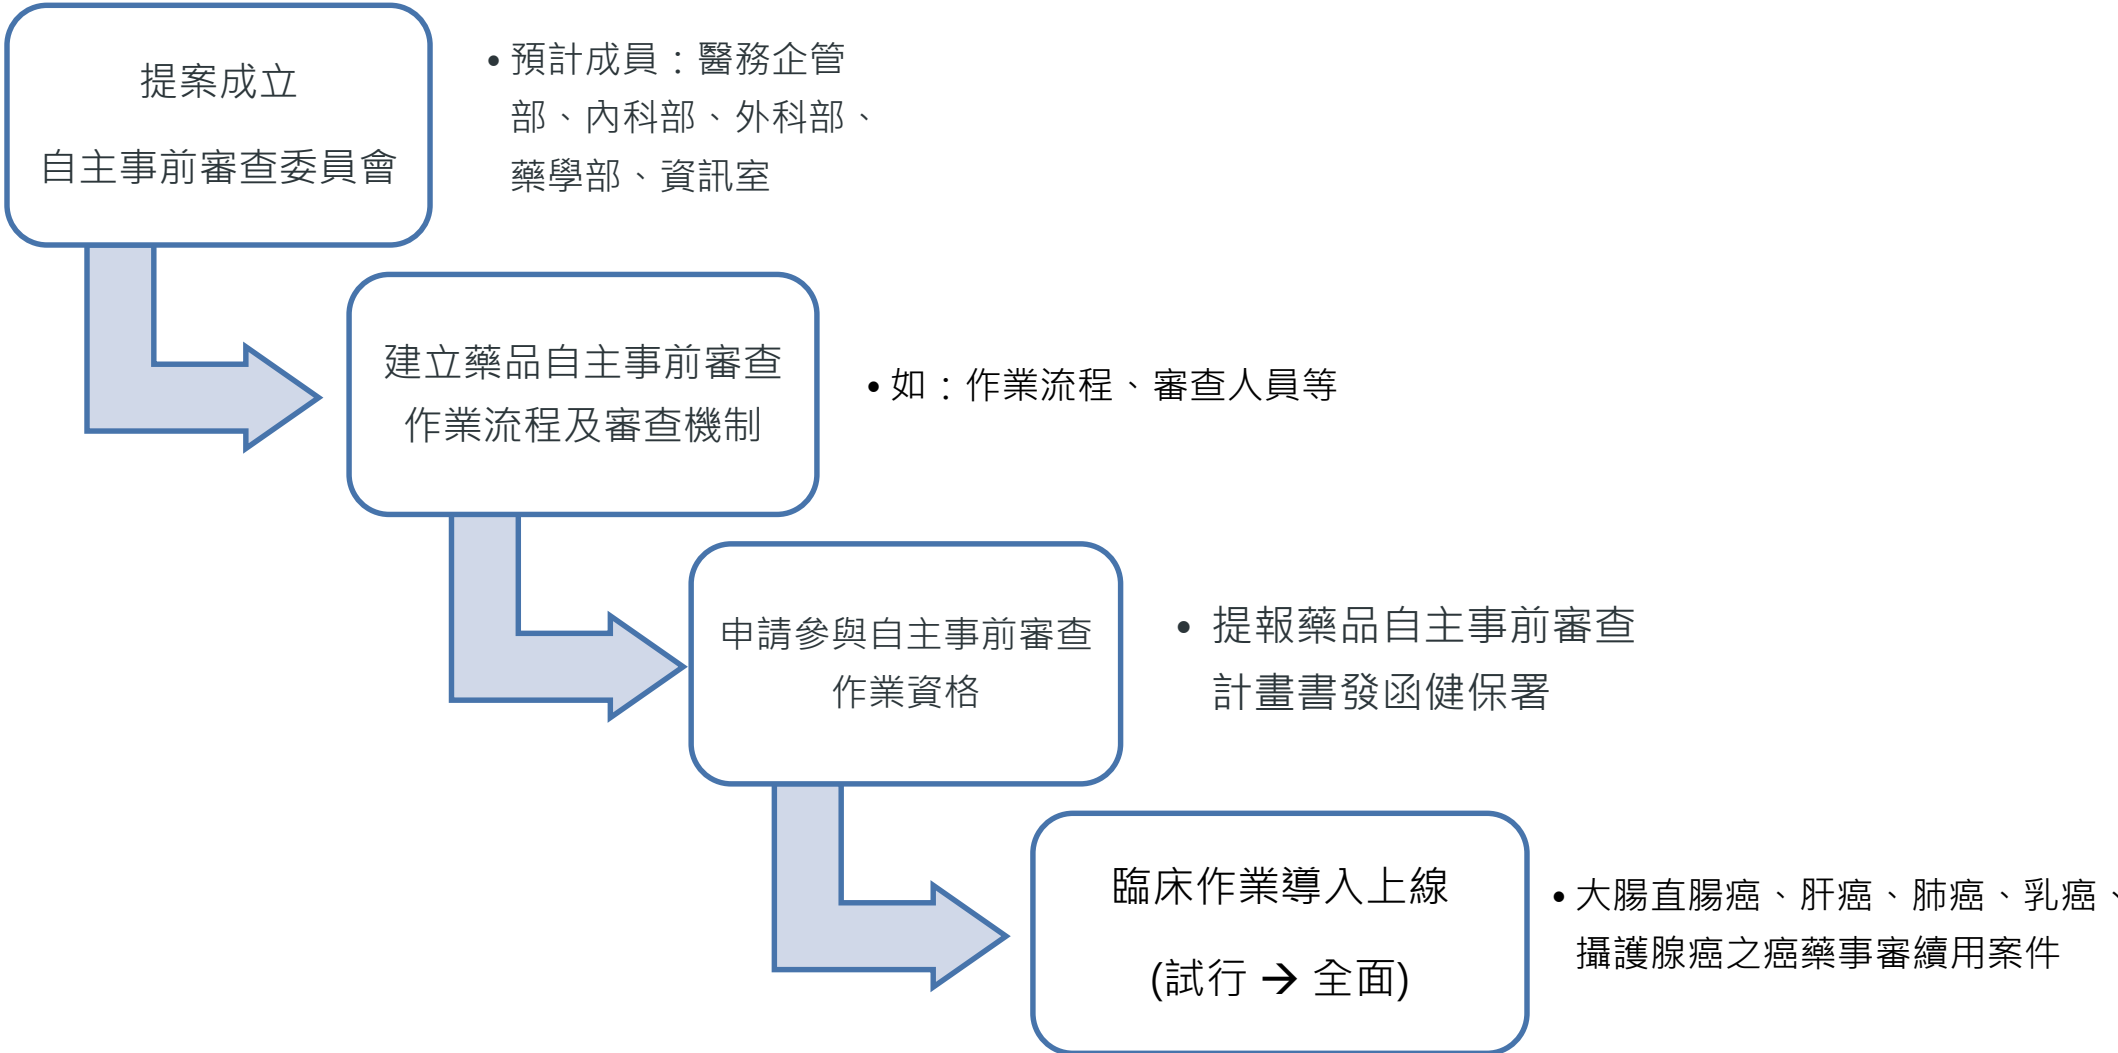 提案成立
自主事前審查委員會
• 預計成員：醫務企管
部、內科部、外科部、
藥學部、資訊室
建立藥品自主事前審查
作業流程及審查機制
• 如：作業流程、審查人員等
申請參與自主事前審查
作業資格
• 提報藥品自主事前審查
計畫書發函健保署
臨床作業導入上線
(試行 → 全面)
• 大腸直腸癌、肝癌、肺癌、乳癌、
攝護腺癌之癌藥事審續用案件